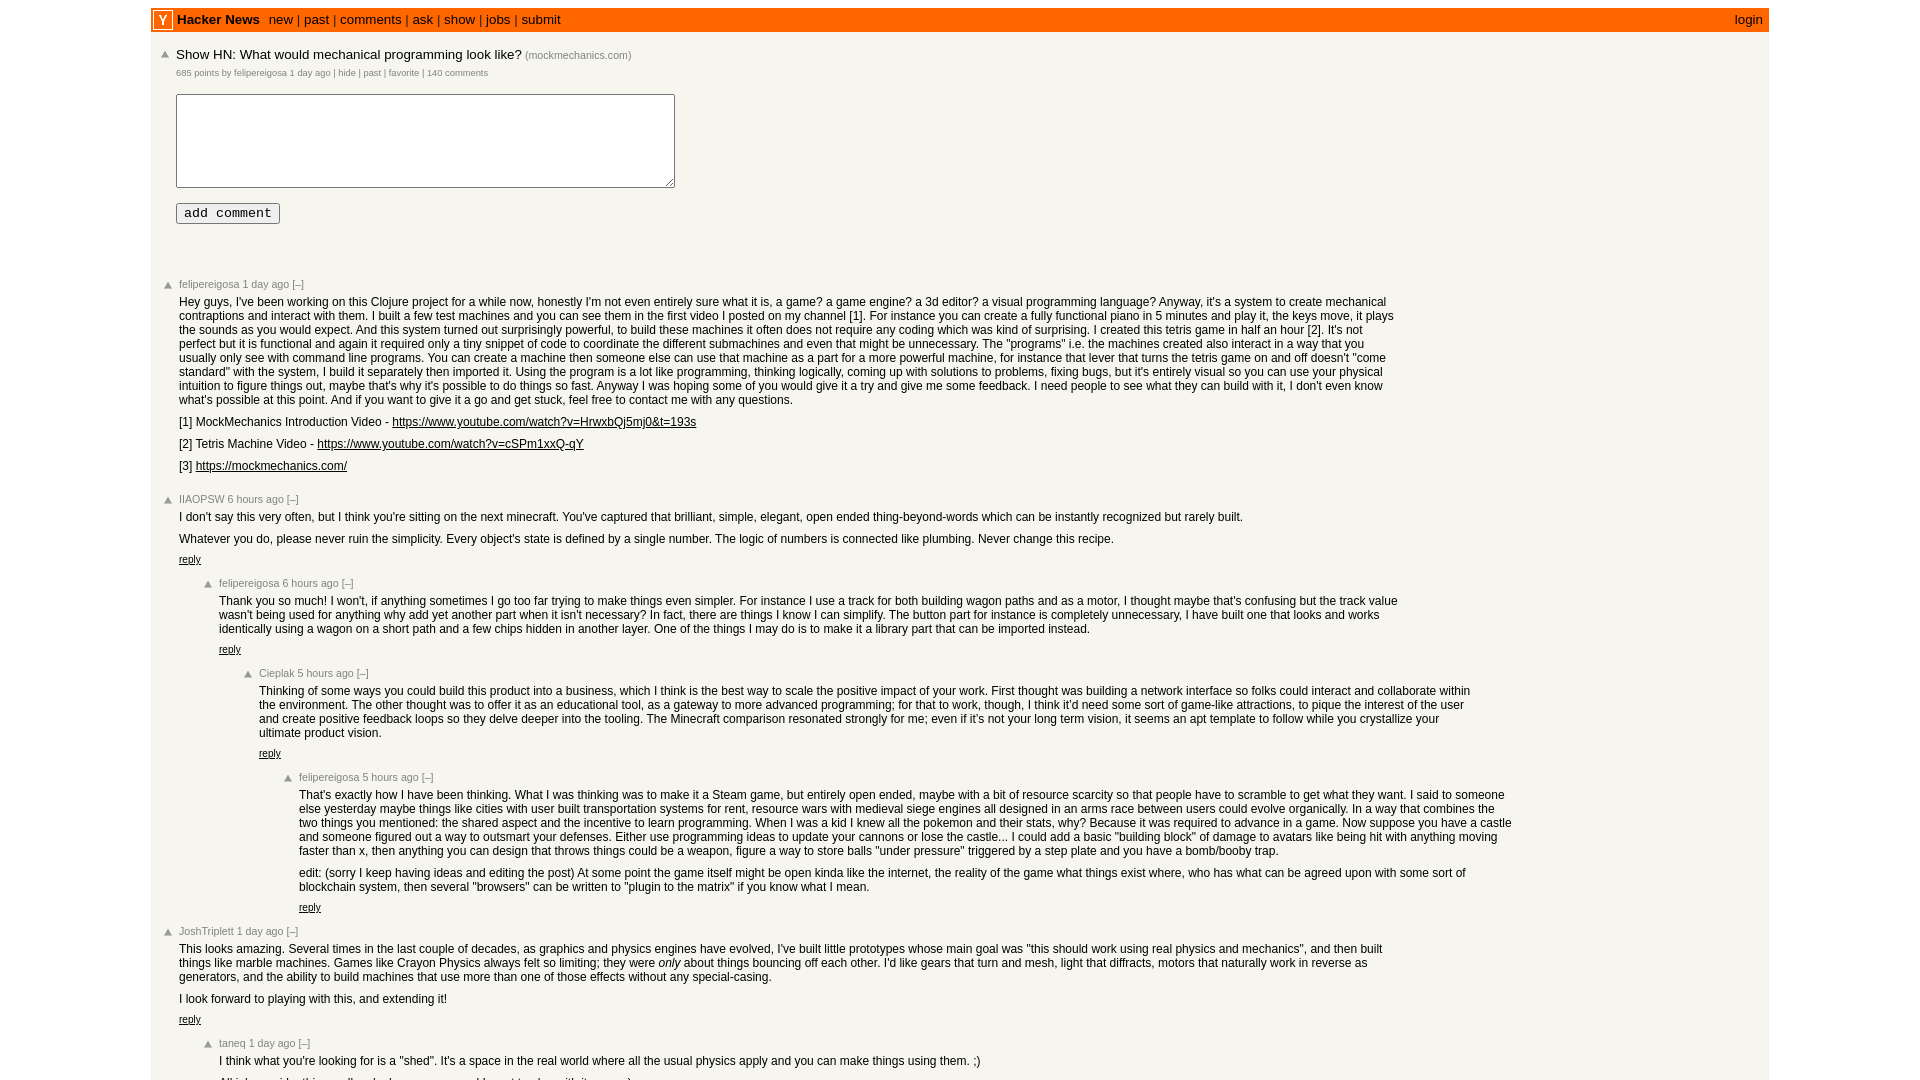 Y Hacker News new | past | comments | ask | show | jobs | submit login
Show HN: What would mechanical programming look like? (mockmechanics.com)
685 points by felipereigosa 1 day ago | hide | past | favorite | 140 comments
add comment
felipereigosa 1 day ago [–]
Hey guys, I've been working on this Clojure project for a while now, honestly I'm not even entirely sure what it is, a game? a game engine? a 3d editor? a visual programming language? Anyway, it's a system to create mechanical
contraptions and interact with them. I built a few test machines and you can see them in the first video I posted on my channel [1]. For instance you can create a fully functional piano in 5 minutes and play it, the keys move, it plays
the sounds as you would expect. And this system turned out surprisingly powerful, to build these machines it often does not require any coding which was kind of surprising. I created this tetris game in half an hour [2]. It's not
perfect but it is functional and again it required only a tiny snippet of code to coordinate the different submachines and even that might be unnecessary. The "programs" i.e. the machines created also interact in a way that you
usually only see with command line programs. You can create a machine then someone else can use that machine as a part for a more powerful machine, for instance that lever that turns the tetris game on and off doesn't "come
standard" with the system, I build it separately then imported it. Using the program is a lot like programming, thinking logically, coming up with solutions to problems, fixing bugs, but it's entirely visual so you can use your physical
intuition to figure things out, maybe that's why it's possible to do things so fast. Anyway I was hoping some of you would give it a try and give me some feedback. I need people to see what they can build with it, I don't even know
what's possible at this point. And if you want to give it a go and get stuck, feel free to contact me with any questions.
[1] MockMechanics Introduction Video - https://www.youtube.com/watch?v=HrwxbQj5mj0&t=193s
[2] Tetris Machine Video - https://www.youtube.com/watch?v=cSPm1xxQ-qY
[3] https://mockmechanics.com/
IIAOPSW 6 hours ago [–]
I don't say this very often, but I think you're sitting on the next minecraft. You've captured that brilliant, simple, elegant, open ended thing-beyond-words which can be instantly recognized but rarely built.
Whatever you do, please never ruin the simplicity. Every object's state is defined by a single number. The logic of numbers is connected like plumbing. Never change this recipe.
reply
felipereigosa 6 hours ago [–]
Thank you so much! I won't, if anything sometimes I go too far trying to make things even simpler. For instance I use a track for both building wagon paths and as a motor, I thought maybe that's confusing but the track value
wasn't being used for anything why add yet another part when it isn't necessary? In fact, there are things I know I can simplify. The button part for instance is completely unnecessary, I have built one that looks and works
identically using a wagon on a short path and a few chips hidden in another layer. One of the things I may do is to make it a library part that can be imported instead.
reply
Cieplak 5 hours ago [–]
Thinking of some ways you could build this product into a business, which I think is the best way to scale the positive impact of your work. First thought was building a network interface so folks could interact and collaborate within
the environment. The other thought was to offer it as an educational tool, as a gateway to more advanced programming; for that to work, though, I think it'd need some sort of game-like attractions, to pique the interest of the user
and create positive feedback loops so they delve deeper into the tooling. The Minecraft comparison resonated strongly for me; even if it's not your long term vision, it seems an apt template to follow while you crystallize your
ultimate product vision.
reply
felipereigosa 5 hours ago [–]
That's exactly how I have been thinking. What I was thinking was to make it a Steam game, but entirely open ended, maybe with a bit of resource scarcity so that people have to scramble to get what they want. I said to someone
else yesterday maybe things like cities with user built transportation systems for rent, resource wars with medieval siege engines all designed in an arms race between users could evolve organically. In a way that combines the
two things you mentioned: the shared aspect and the incentive to learn programming. When I was a kid I knew all the pokemon and their stats, why? Because it was required to advance in a game. Now suppose you have a castle
and someone figured out a way to outsmart your defenses. Either use programming ideas to update your cannons or lose the castle... I could add a basic "building block" of damage to avatars like being hit with anything moving
faster than x, then anything you can design that throws things could be a weapon, figure a way to store balls "under pressure" triggered by a step plate and you have a bomb/booby trap.
edit: (sorry I keep having ideas and editing the post) At some point the game itself might be open kinda like the internet, the reality of the game what things exist where, who has what can be agreed upon with some sort of
blockchain system, then several "browsers" can be written to "plugin to the matrix" if you know what I mean.
reply
JoshTriplett 1 day ago [–]
This looks amazing. Several times in the last couple of decades, as graphics and physics engines have evolved, I've built little prototypes whose main goal was "this should work using real physics and mechanics", and then built
things like marble machines. Games like Crayon Physics always felt so limiting; they were only about things bouncing off each other. I'd like gears that turn and mesh, light that diffracts, motors that naturally work in reverse as
generators, and the ability to build machines that use more than one of those effects without any special-casing.
I look forward to playing with this, and extending it!
reply
taneq 1 day ago [–]
I think what you're looking for is a "shed". It's a space in the real world where all the usual physics apply and you can make things using them. ;)